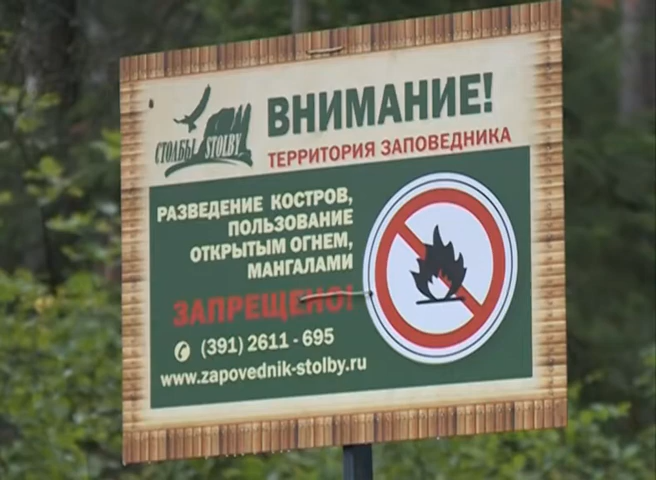 СТОЛБЫ STOLBY
ВНИМАНИЕ!
ТЕРРИТОРИЯ ЗАПОВЕДНИКА
РАЗВЕДЕНИЕ КОСТРОВ,
ПОЛЬЗОВАНИЕ
ОТКРЫТЫМ ОГНЕМ,
МАНГАЛАМИ
ЗАПРЕЩЕНО!
(391) 2611 - 695
www.zapovednik-stolby.ru